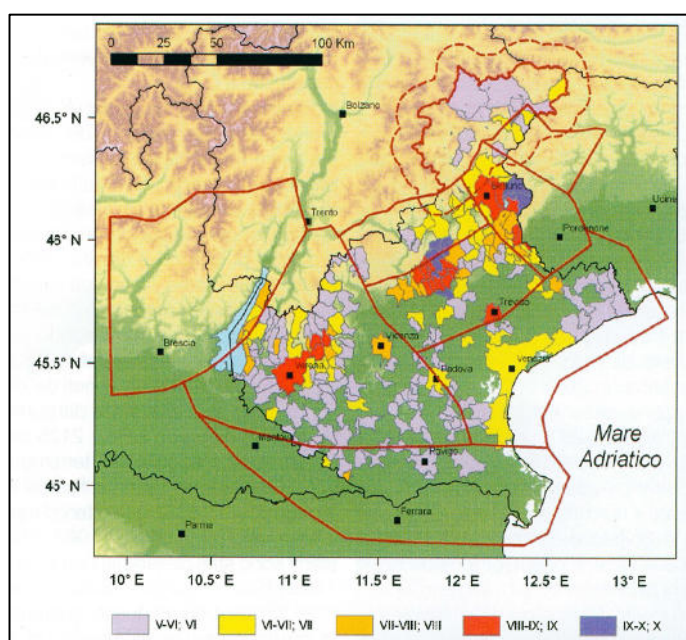 0 25 50 100 Km
46.5° N
Bolzano
Belluno
Udine
Trento
Pordenone
48° N
Treviso
Vicenza
Brescia
45.5° N
Verona
Padova
Venezia
Mare
Adriatico
Rovigo
45° N
Ferrara
Parma
10° E 10.5° E 11° E 11.5° E 12° E 12.5° E 13° E
V-VI; VI VI-VII; VII VII-VIII; VIII VIII-IX; IX IX-X; X